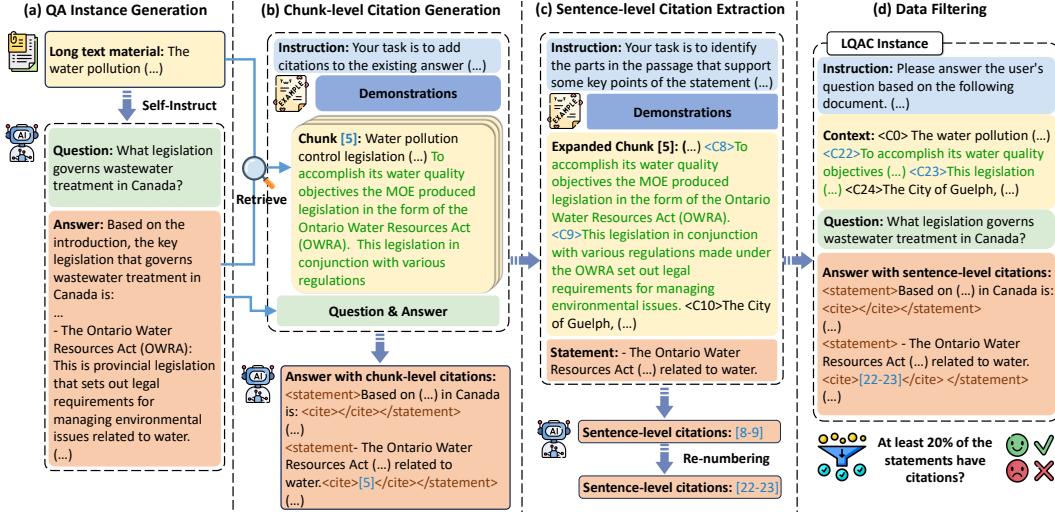 (a) QA Instance Generation
Long text material: The
water pollution (…)
Self-Instruct
AI
Question: What legislation
governs wastewater
treatment in Canada?
Answer: Based on the
introduction, the key
legislation that governs
wastewater treatment in
Canada is:
…
- The Ontario Water
Resources Act (OWRA):
This is provincial legislation
that sets out legal
requirements for
managing environmental
issues related to water.
(…)
Retrieve
(b) Chunk-level Citation Generation
Instruction: Your task is to add
citations to the existing answer (…)
EXAMPLE
Demonstrations
Chunk [5]: Water pollution
control legislation (…) To
accomplish its water quality
objectives the MOE produced
legislation in the form of the
Ontario Water Resources Act
(OWRA). This legislation in
conjunction with various
regulations
Question & Answer
AI
Answer with chunk-level citations:
<statement>Based on (…) in Canada
is: <cite></cite></statement>
(…)
<statement- The Ontario Water
Resources Act (…) related to
water.<cite>[5]</cite></statement>
(…)
(c) Sentence-level Citation Extraction
Instruction: Your task is to identify
the parts in the passage that support
some key points of the statement (…)
EXAMPLE
Demonstrations
Expanded Chunk [5]: (…) <C8>To
accomplish its water quality
objectives the MOE produced
legislation in the form of the Ontario
Water Resources Act (OWRA).
<C9>This legislation in conjunction
with various regulations made under
the OWRA set out legal
requirements for managing
environmental issues. <C10>The City
of Guelph, (…)
Statement: - The Ontario Water
Resources Act (…) related to water.
AI
Sentence-level citations: [8-9]
Re-numbering
Sentence-level citations: [22-23]
(d) Data Filtering
LQAC Instance
Instruction: Please answer the user's
question based on the following
document. (…)
Context: <C0> The water pollution (…)
<C22>To accomplish its water quality
objectives (…) <C23>This legislation
(…) <C24>The City of Guelph, (…)
Question: What legislation governs
wastewater treatment in Canada?
Answer with sentence-level citations:
<statement>Based on (…) in Canada is:
<cite></cite></statement>
(…)
<statement> - The Ontario Water
Resources Act (…) related to water.
<cite>[22-23]</cite> </statement>
(…)
At least 20% of the
statements have
citations?